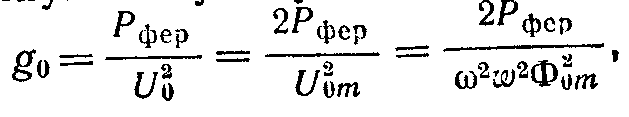 g₀ = P_фер / U₀² = 2P_фер / U₀m² = 2P_фер / ω²w²Φ₀m²,